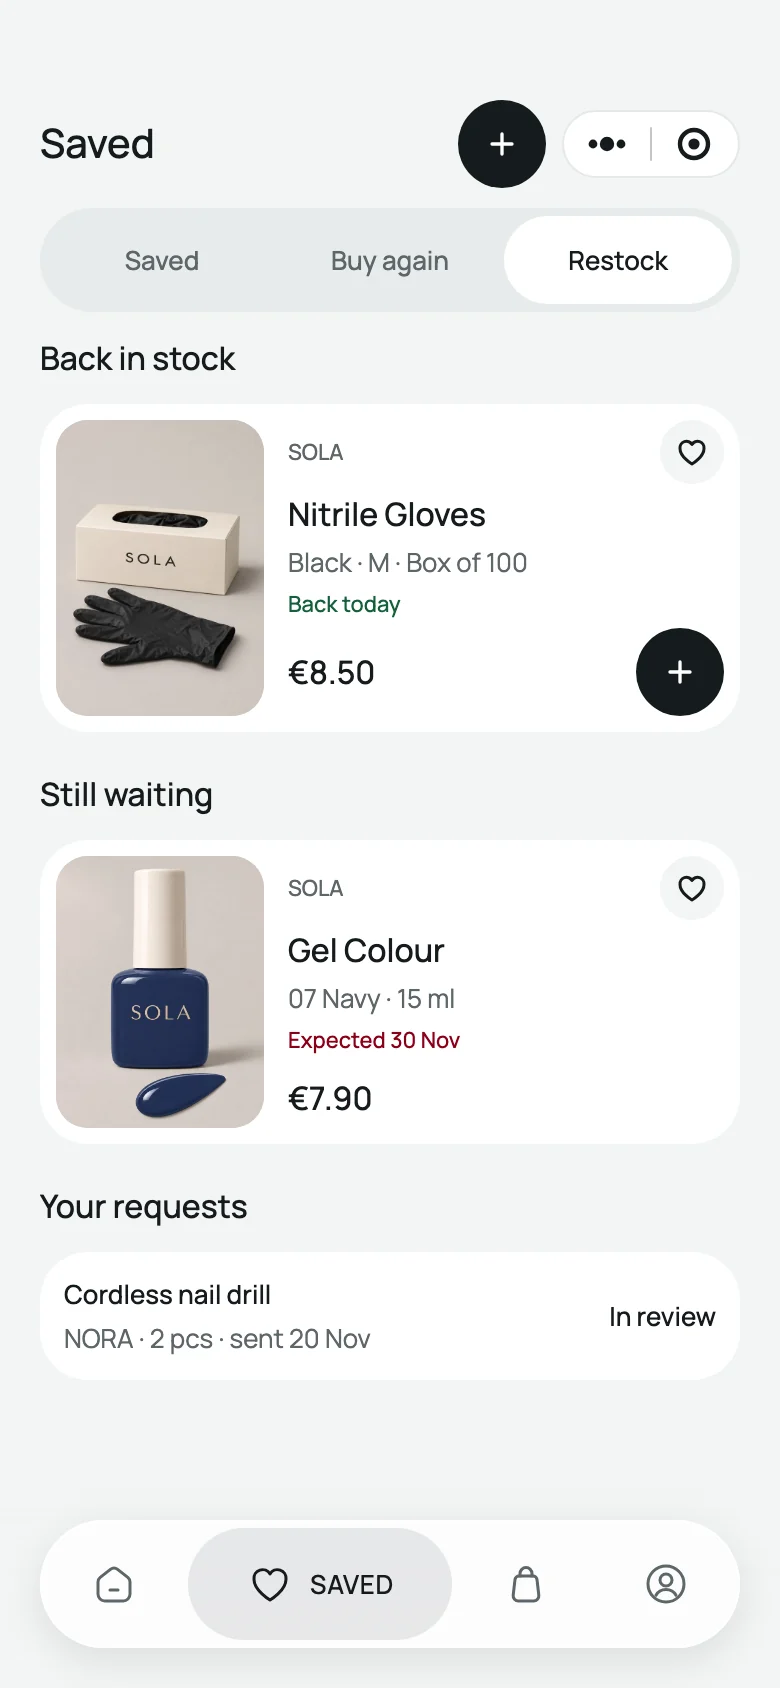 Saved
Saved
Buy again
Restock
Back in stock
SOLA
SOLA
Nitrile Gloves
Black · M · Box of 100
Back today
€8.50
Still waiting
SOLA
SOLA
Gel Colour
07 Navy · 15 ml
Expected 30 Nov
€7.90
Your requests
Cordless nail drill
NORA · 2 pcs · sent 20 Nov
In review
SAVED